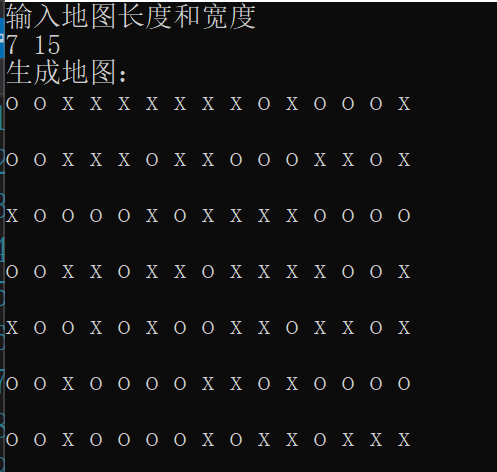 输入地图长度和宽度
7 15
生成地图：
O O X X X X X X X O X O O O X
O O X X X O X X O O O X X O X
X O O O O X O X X X X O O O O
O O X X O X X O X X X X O O X
X O O X O X O O X X O X X O X
O O X O O O O X X O X O O O O
O O X O O O O X O X X O X X X